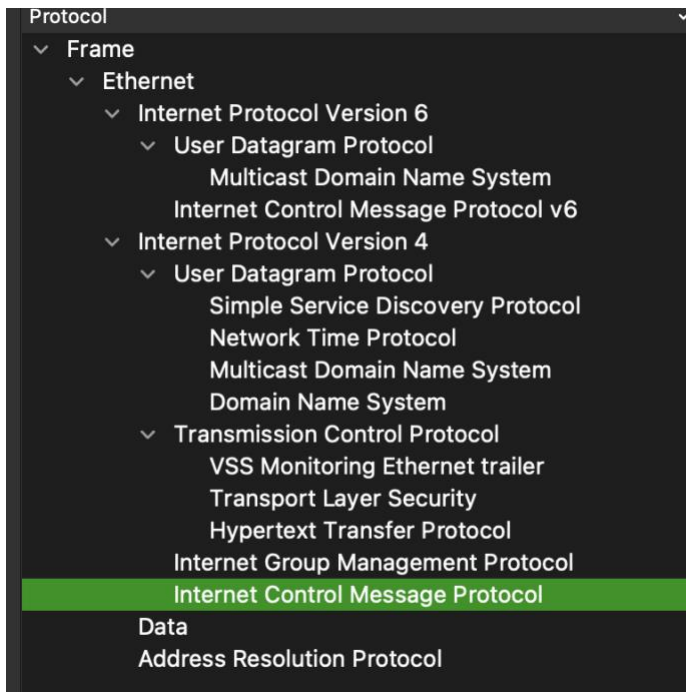 Protocol
Frame
Ethernet
Internet Protocol Version 6
User Datagram Protocol
Multicast Domain Name System
Internet Control Message Protocol v6
Internet Protocol Version 4
User Datagram Protocol
Simple Service Discovery Protocol
Network Time Protocol
Multicast Domain Name System
Domain Name System
Transmission Control Protocol
VSS Monitoring Ethernet trailer
Transport Layer Security
Hypertext Transfer Protocol
Internet Group Management Protocol
Internet Control Message Protocol
Data
Address Resolution Protocol